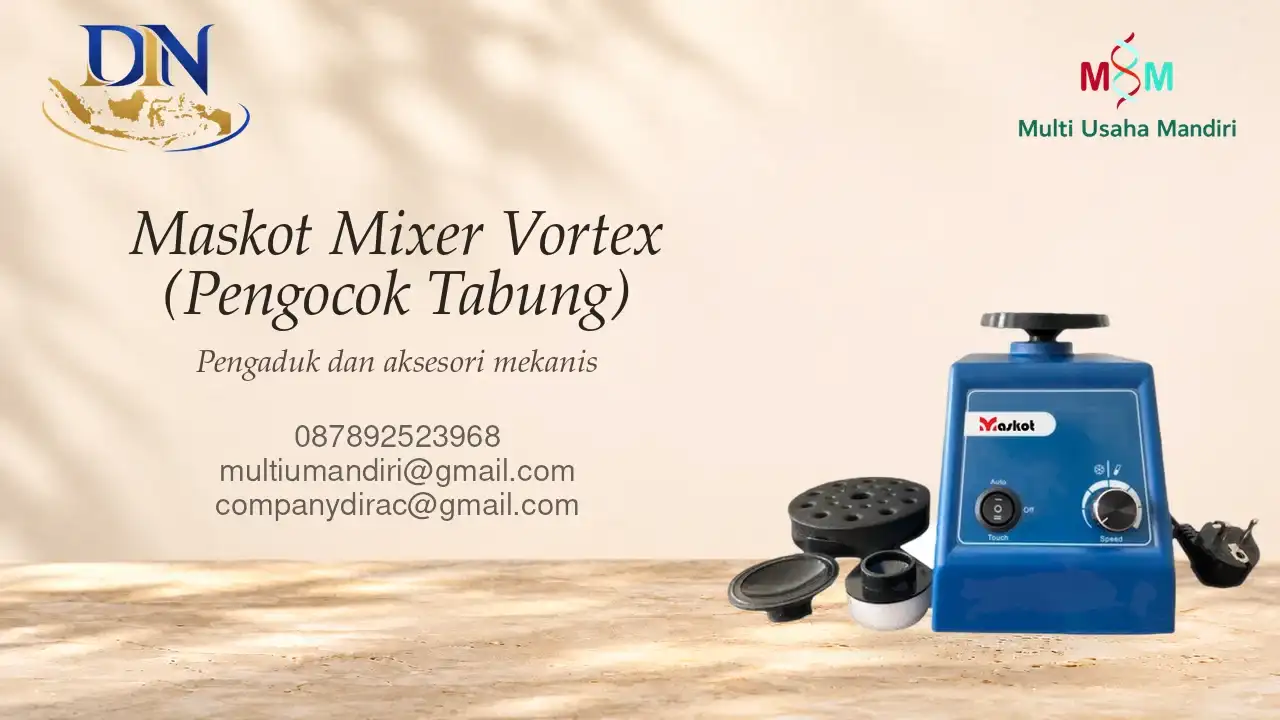 DN
M M
Multi Usaha Mandiri
Maskot Mixer Vortex
(Pengocok Tabung)
Pengaduk dan aksesori mekanis
087892523968
multiumandiri@gmail.com
companydirac@gmail.com
Maskot
Auto
Off
Touch
Speed